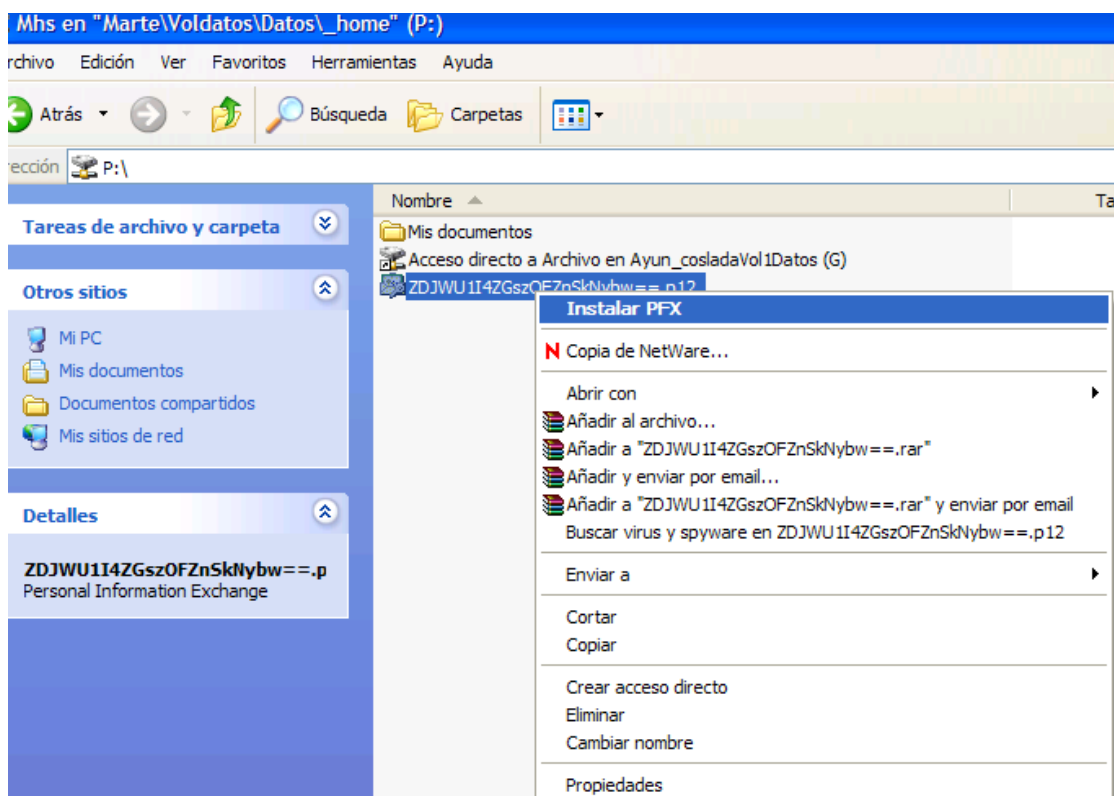 Mhs en "Marte\Voldatos\Datos\_home" (P:)
rchivo Edición Ver Favoritos Herramientas Ayuda
Atrás Búsqueda Carpetas
rección P:\
Nombre Ta
Tareas de archivo y carpeta
Mis documentos
Acceso directo a Archivo en Ayun_cosladaVol1Datos (G)
ZDJWU1I4ZGszOFZnSkNybw==.p12
Otros sitios
Mi PC
Mis documentos
Documentos compartidos
Mis sitios de red
Detalles
ZDJWU1I4ZGszOFZnSkNybw==.p
Personal Information Exchange
Instalar PFX
N Copia de NetWare...
Abrir con
Añadir al archivo...
Añadir a "ZDJWU1I4ZGszOFZnSkNybw==.rar"
Añadir y enviar por email...
Añadir a "ZDJWU1I4ZGszOFZnSkNybw==.rar" y enviar por email
Buscar virus y spyware en ZDJWU1I4ZGszOFZnSkNybw==.p12
Enviar a
Cortar
Copiar
Crear acceso directo
Eliminar
Cambiar nombre
Propiedades